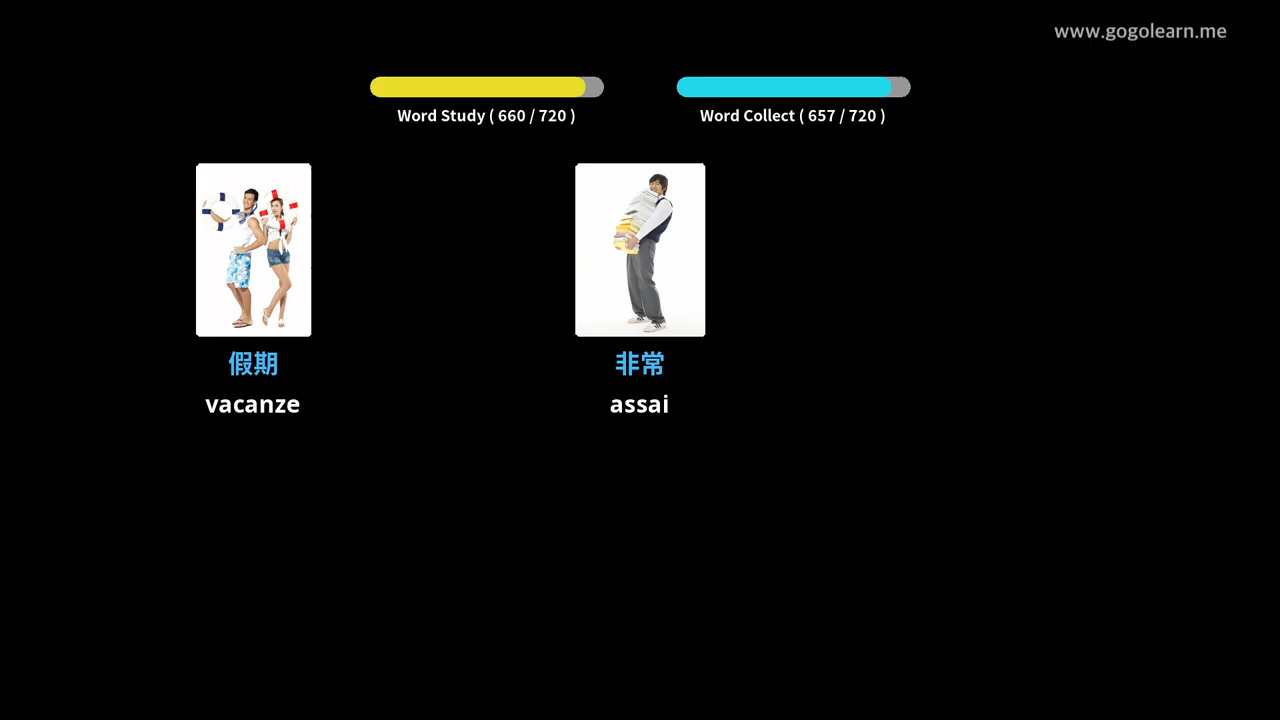 www.gogolearn.me
Word Study ( 660 / 720 )
Word Collect ( 657 / 720 )
假期
vacanze
非常
assai